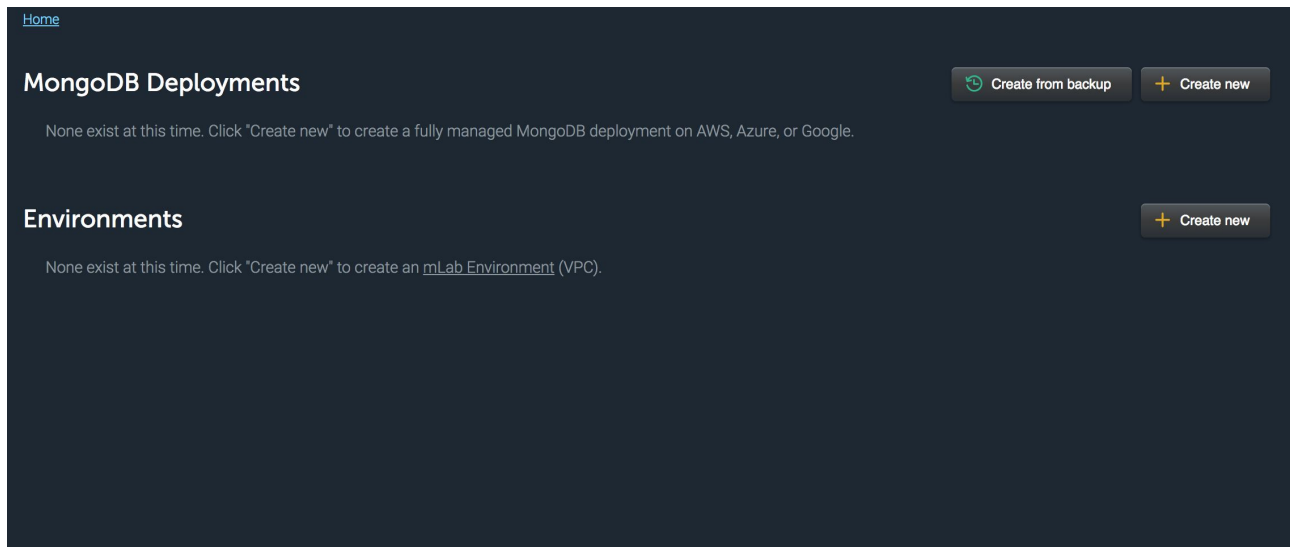 Home
MongoDB Deployments
Create from backup
Create new
None exist at this time. Click "Create new" to create a fully managed MongoDB deployment on AWS, Azure, or Google.
Environments
Create new
None exist at this time. Click "Create new" to create an mLab Environment (VPC).